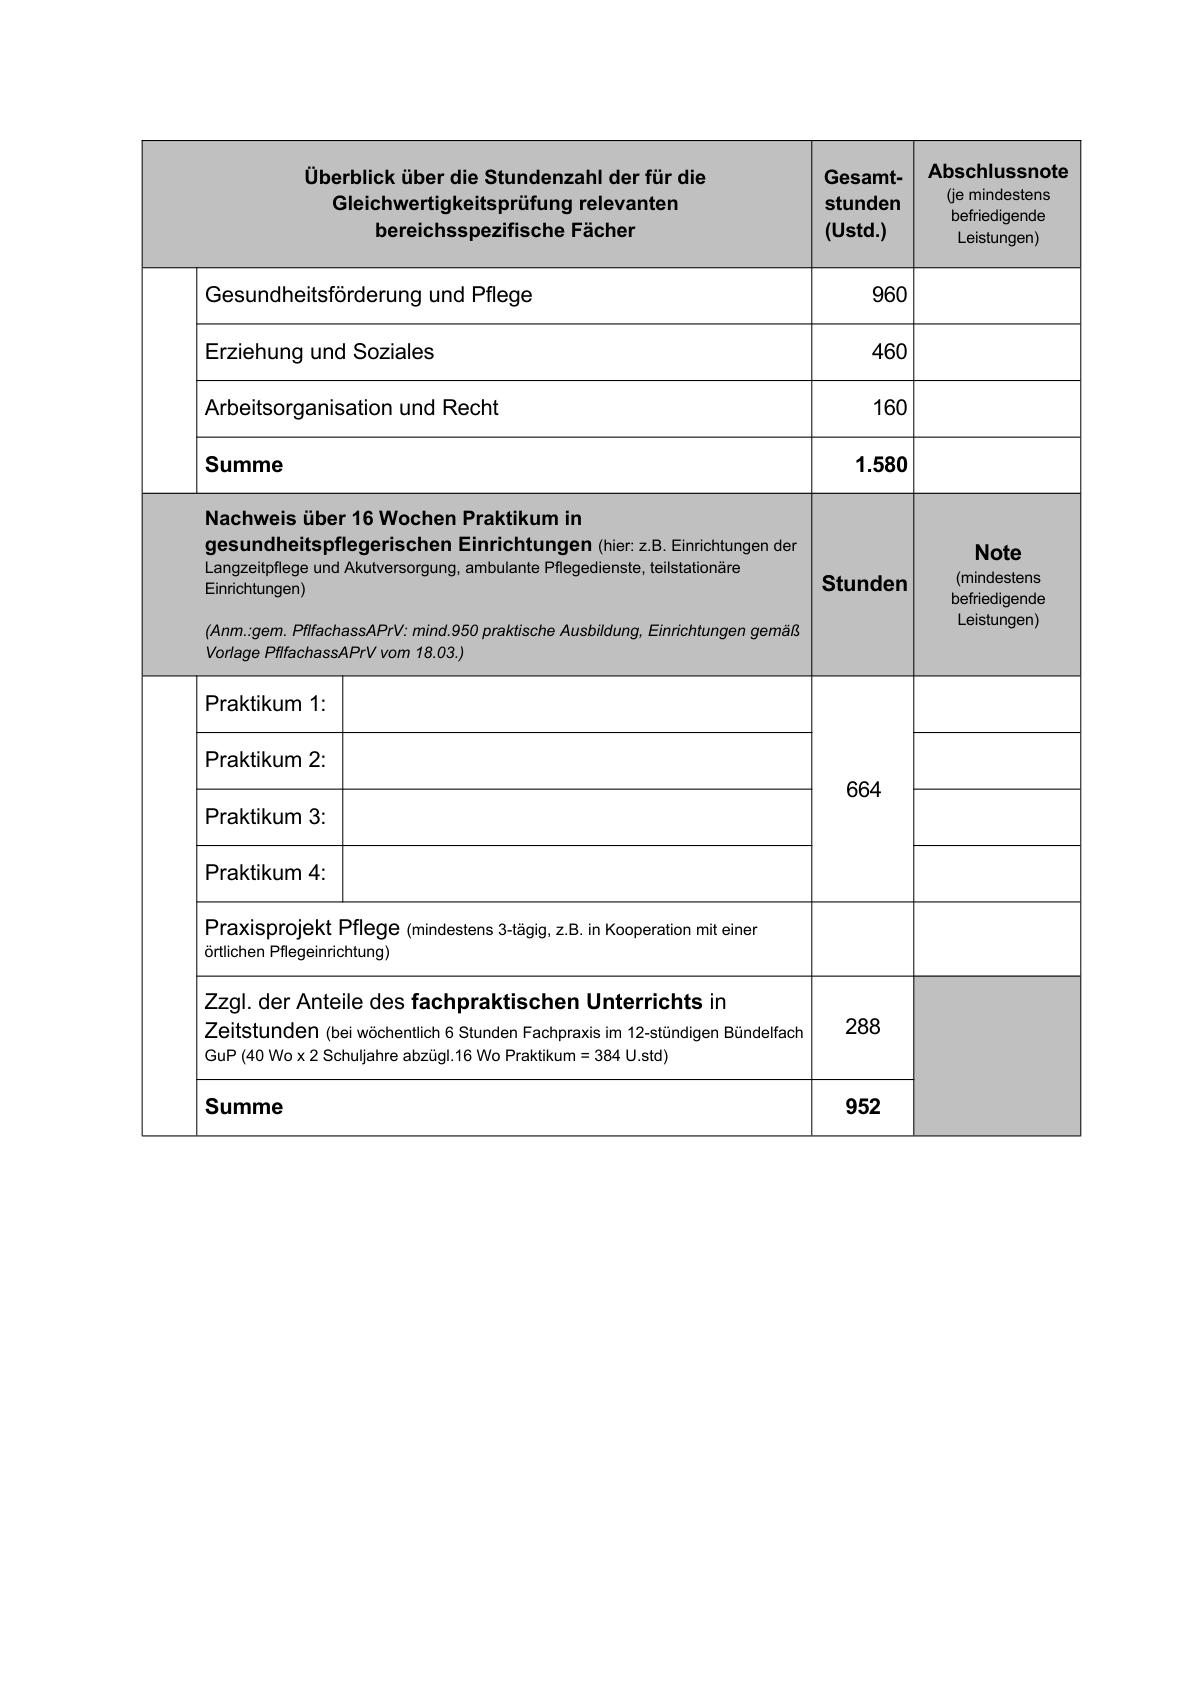 Überblick über die Stundenzahl der für die
Gleichwertigkeitsprüfung relevanten
bereichsspezifische Fächer
Gesamt-
stunden
(Ustd.)
Abschlussnote
(je mindestens
befriedigende
Leistungen)
Gesundheitsförderung und Pflege 960
Erziehung und Soziales 460
Arbeitsorganisation und Recht 160
Summe 1.580
Nachweis über 16 Wochen Praktikum in
gesundheitspflegerischen Einrichtungen (hier: z.B. Einrichtungen der
Langzeitpflege und Akutversorgung, ambulante Pflegedienste, teilstationäre
Einrichtungen)
(Anm.:gem. PflfachassAPrV: mind.950 praktische Ausbildung, Einrichtungen gemäß
Vorlage PflfachassAPrV vom 18.03.)
Stunden
Note
(mindestens
befriedigende
Leistungen)
Praktikum 1:
Praktikum 2:
Praktikum 3:
Praktikum 4:
664
Praxisprojekt Pflege (mindestens 3-tägig, z.B. in Kooperation mit einer
örtlichen Pflegeinrichtung)
Zzgl. der Anteile des fachpraktischen Unterrichts in
Zeitstunden (bei wöchentlich 6 Stunden Fachpraxis im 12-stündigen Bündelfach
GuP (40 Wo x 2 Schuljahre abzügl.16 Wo Praktikum = 384 U.std)
288
Summe 952